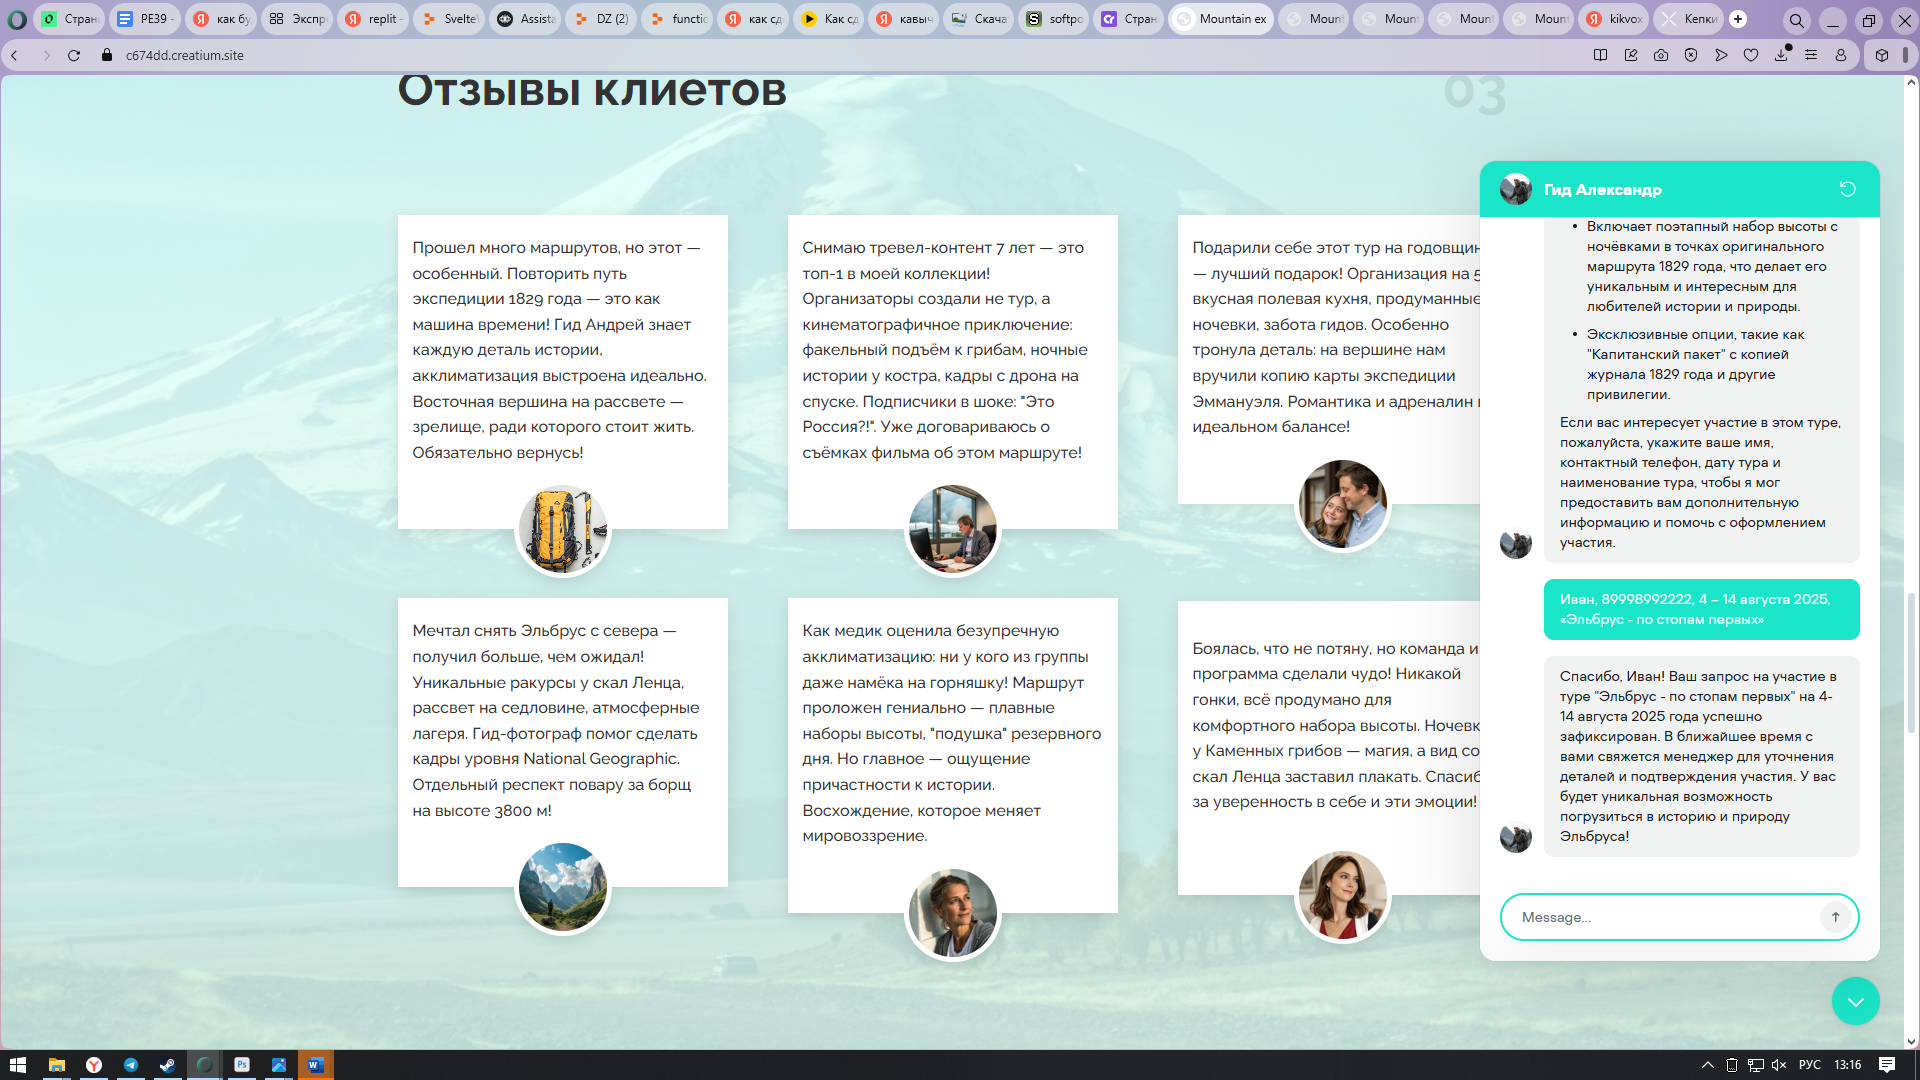 Стран
PE39 -
как бу
Экспр
replit -
Svelte
Assista
DZ (2)
functio
как сд
Как сд
кавыч
Скача
softpo
Стран
Mountain ex
Mount
Mount
Mount
Mount
kikvox
Кепки
c674dd.creatium.site
Отзывы клиетов
03
Прошел много маршрутов, но этот —
особенный. Повторить путь
экспедиции 1829 года — это как
машина времени! Гид Андрей знает
каждую деталь истории,
акклиматизация выстроена идеально.
Восточная вершина на рассвете —
зрелище, ради которого стоит жить.
Обязательно вернусь!
Снимаю тревел-контент 7 лет — это
топ-1 в моей коллекции!
Организаторы создали не тур, а
кинематографичное приключение:
факельный подъём к грибам, ночные
истории у костра, кадры с дрона на
спуске. Подписчики в шоке: "Это
Россия?!". Уже договариваюсь о
съёмках фильма об этом маршруте!
Подарили себе этот тур на годовщин
— лучший подарок! Организация на 5
вкусная полевая кухня, продуманные
ночевки, забота гидов. Особенно
тронула деталь: на вершине нам
вручили копию карты экспедиции
Эммануэля. Романтика и адреналин
идеальном балансе!
Мечтал снять Эльбрус с севера —
получил больше, чем ожидал!
Уникальные ракурсы у скал Ленца,
рассвет на седловине, атмосферные
лагеря. Гид-фотограф помог сделать
кадры уровня National Geographic.
Отдельный респект повару за борщ
на высоте 3800 м!
Как медик оценила безупречную
акклиматизацию: ни у кого из группы
даже намёка на горняшку! Маршрут
проложен гениально — плавные
наборы высоты, "подушка" резервного
дня. Но главное — ощущение
причастности к истории.
Восхождение, которое меняет
мировоззрение.
Боялась, что не потяну, но команда и
программа сделали чудо! Никакой
гонки, всё продумано для
комфортного набора высоты. Ночевк
у Каменных грибов — магия, а вид со
скал Ленца заставил плакать. Спасиб
за уверенность в себе и эти эмоции!
Гид Александр
• Включает поэтапный набор высоты с
ночёвками в точках оригинального
маршрута 1829 года, что делает его
уникальным и интересным для
любителей истории и природы.
• Эксклюзивные опции, такие как
"Капитанский пакет" с копией
журнала 1829 года и другие
привилегии.
Если вас интересует участие в этом туре,
пожалуйста, укажите ваше имя,
контактный телефон, дату тура и
наименование тура, чтобы я мог
предоставить вам дополнительную
информацию и помочь с оформлением
участия.
Иван, 89998992222, 4 – 14 августа 2025,
«Эльбрус - по стопам первых»
Спасибо, Иван! Ваш запрос на участие в
туре "Эльбрус - по стопам первых" на 4-
14 августа 2025 года успешно
зафиксирован. В ближайшее время с
вами свяжется менеджер для уточнения
деталей и подтверждения участия. У вас
будет уникальная возможность
погрузиться в историю и природу
Эльбруса!
Message...
РУС
13:16